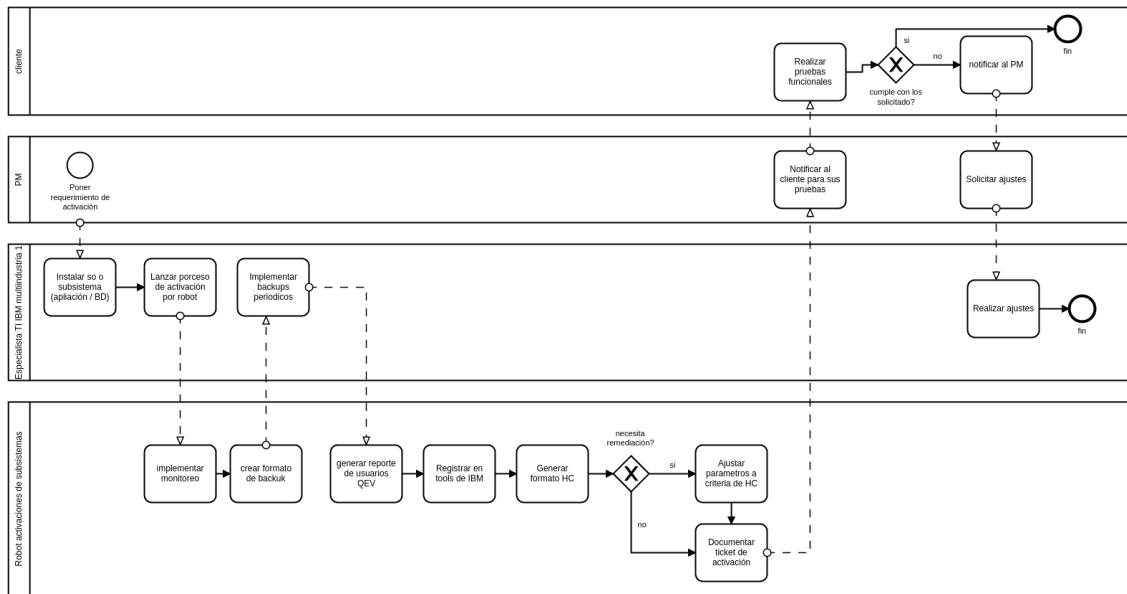 cliente
Realizar
pruebas
funcionales
si
no
cumple con los
solicitado?
notificar al PM
fin
PM
Poner
requerimiento de
activación
Notificar al
cliente para sus
pruebas
Solicitar ajustes
Especialista TI IBM multiindustria 1
Instalar so o
subsistema
(apliación / BD)
Lanzar porceso
de activación
por robot
Implementar
backups
periodicos
Realizar ajustes
fin
Robot activaciones de subsistemas
implementar
monitoreo
crear formato
de backuk
generar reporte
de usuarios
QEV
Registrar en
tools de IBM
Generar
formato HC
necesita
remediación?
si
no
Ajustar
parametros a
criteria de HC
Documentar
ticket de
activación